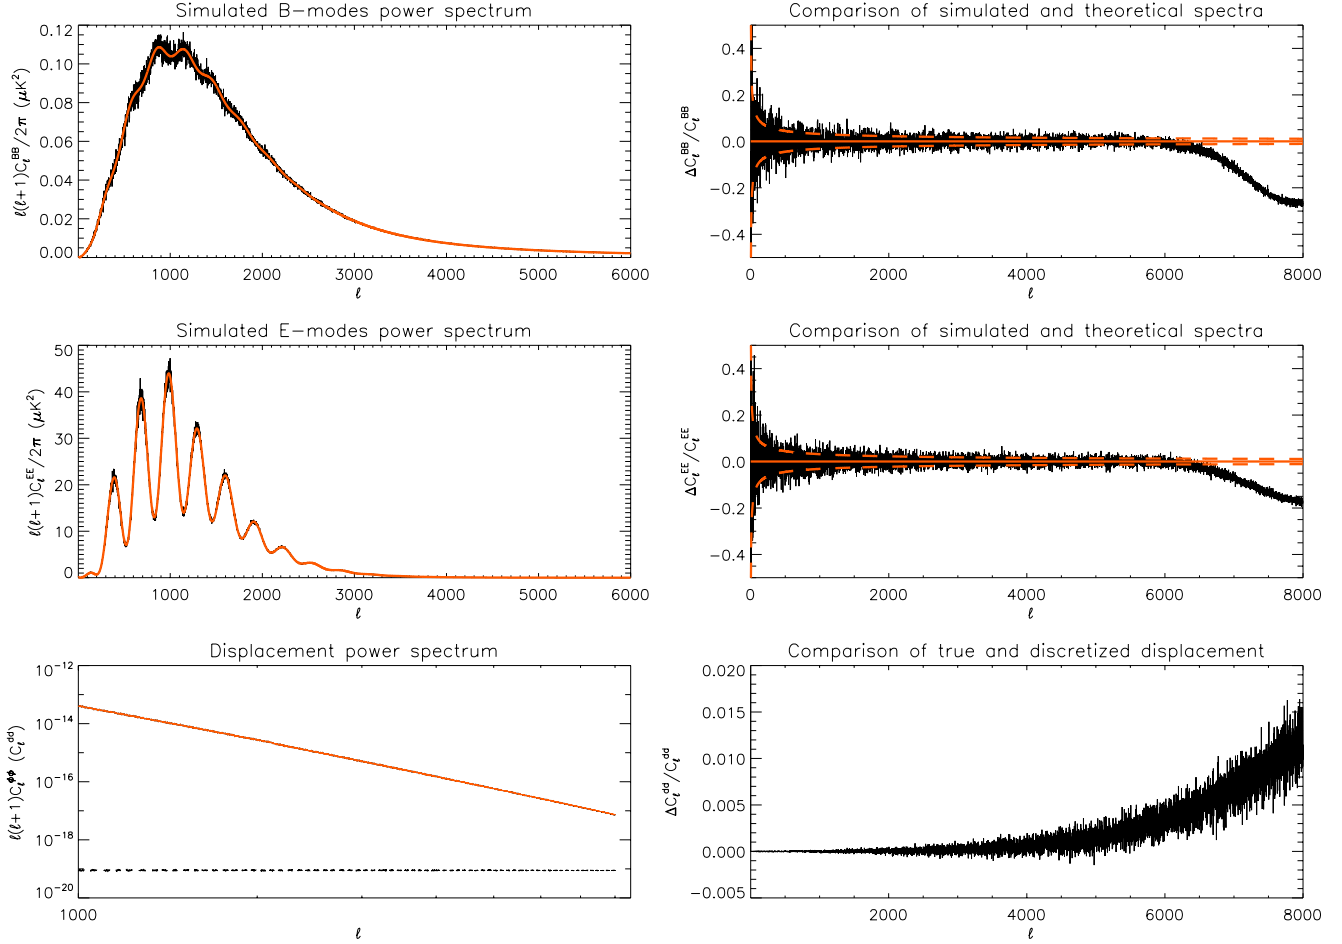 Simulated B-modes power spectrum
ℓ(ℓ+1)C_ℓ^BB/2π (μK²)
0.12
0.10
0.08
0.06
0.04
0.02
0.00
1000 2000 3000 4000 5000 6000
ℓ
Comparison of simulated and theoretical spectra
ΔC_ℓ^BB/C_ℓ^BB
0.4
0.2
0.0
-0.2
-0.4
0 2000 4000 6000 8000
ℓ
Simulated E-modes power spectrum
ℓ(ℓ+1)C_ℓ^EE/2π (μK²)
50
40
30
20
10
0
1000 2000 3000 4000 5000 6000
ℓ
Comparison of simulated and theoretical spectra
ΔC_ℓ^EE/C_ℓ^EE
0.4
0.2
0.0
-0.2
-0.4
0 2000 4000 6000 8000
ℓ
Displacement power spectrum
ℓ(ℓ+1)C_ℓ^ϕϕ (C_ℓ^dd)
10^-12
10^-14
10^-16
10^-18
10^-20
1000
ℓ
Comparison of true and discretized displacement
ΔC_ℓ^dd/C_ℓ^dd
0.020
0.015
0.010
0.005
0.000
-0.005
2000 4000 6000 8000
ℓ